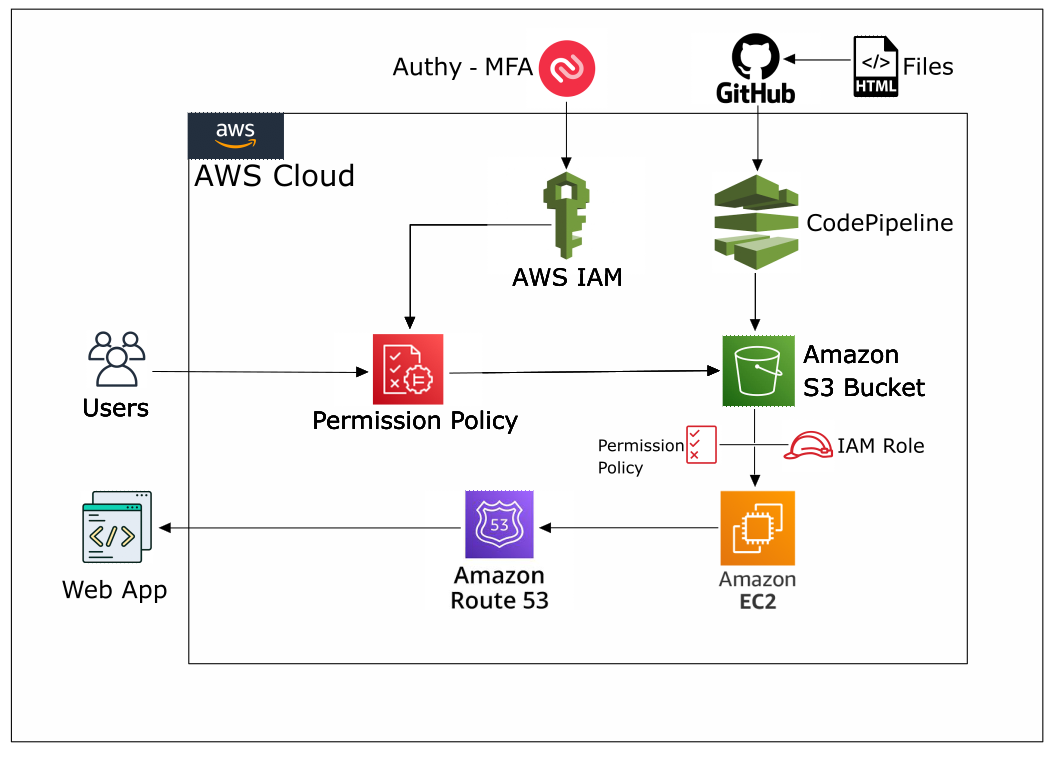 Authy - MFA
GitHub
</>
HTML
Files
aws
AWS Cloud
CodePipeline
AWS IAM
Users
Permission Policy
Amazon
S3 Bucket
Permission
Policy
IAM Role
</>
Web App
53
Amazon
Route 53
Amazon
EC2